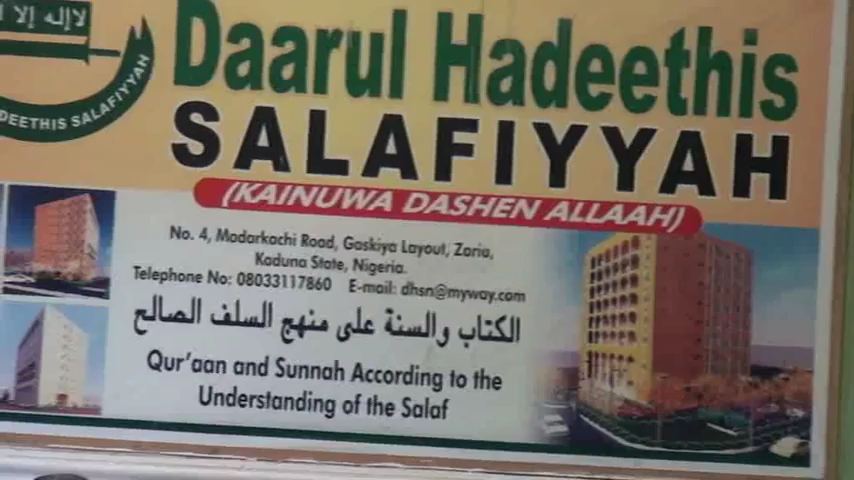 لا إله إلا
DEETHIS SALAFIYYAH
Daarul Hadeethis
SALAFIYYAH
(KAINUWA DASHEN ALLAAH)
No. 4, Madarkachi Road, Gaskiya Layout, Zaria,
Kaduna State, Nigeria.
Telephone No: 08033117860 E-mail: dhsn@myway.com
الكتاب والسنة على منهج السلف الصالح
Qur'aan and Sunnah According to the
Understanding of the Salaf